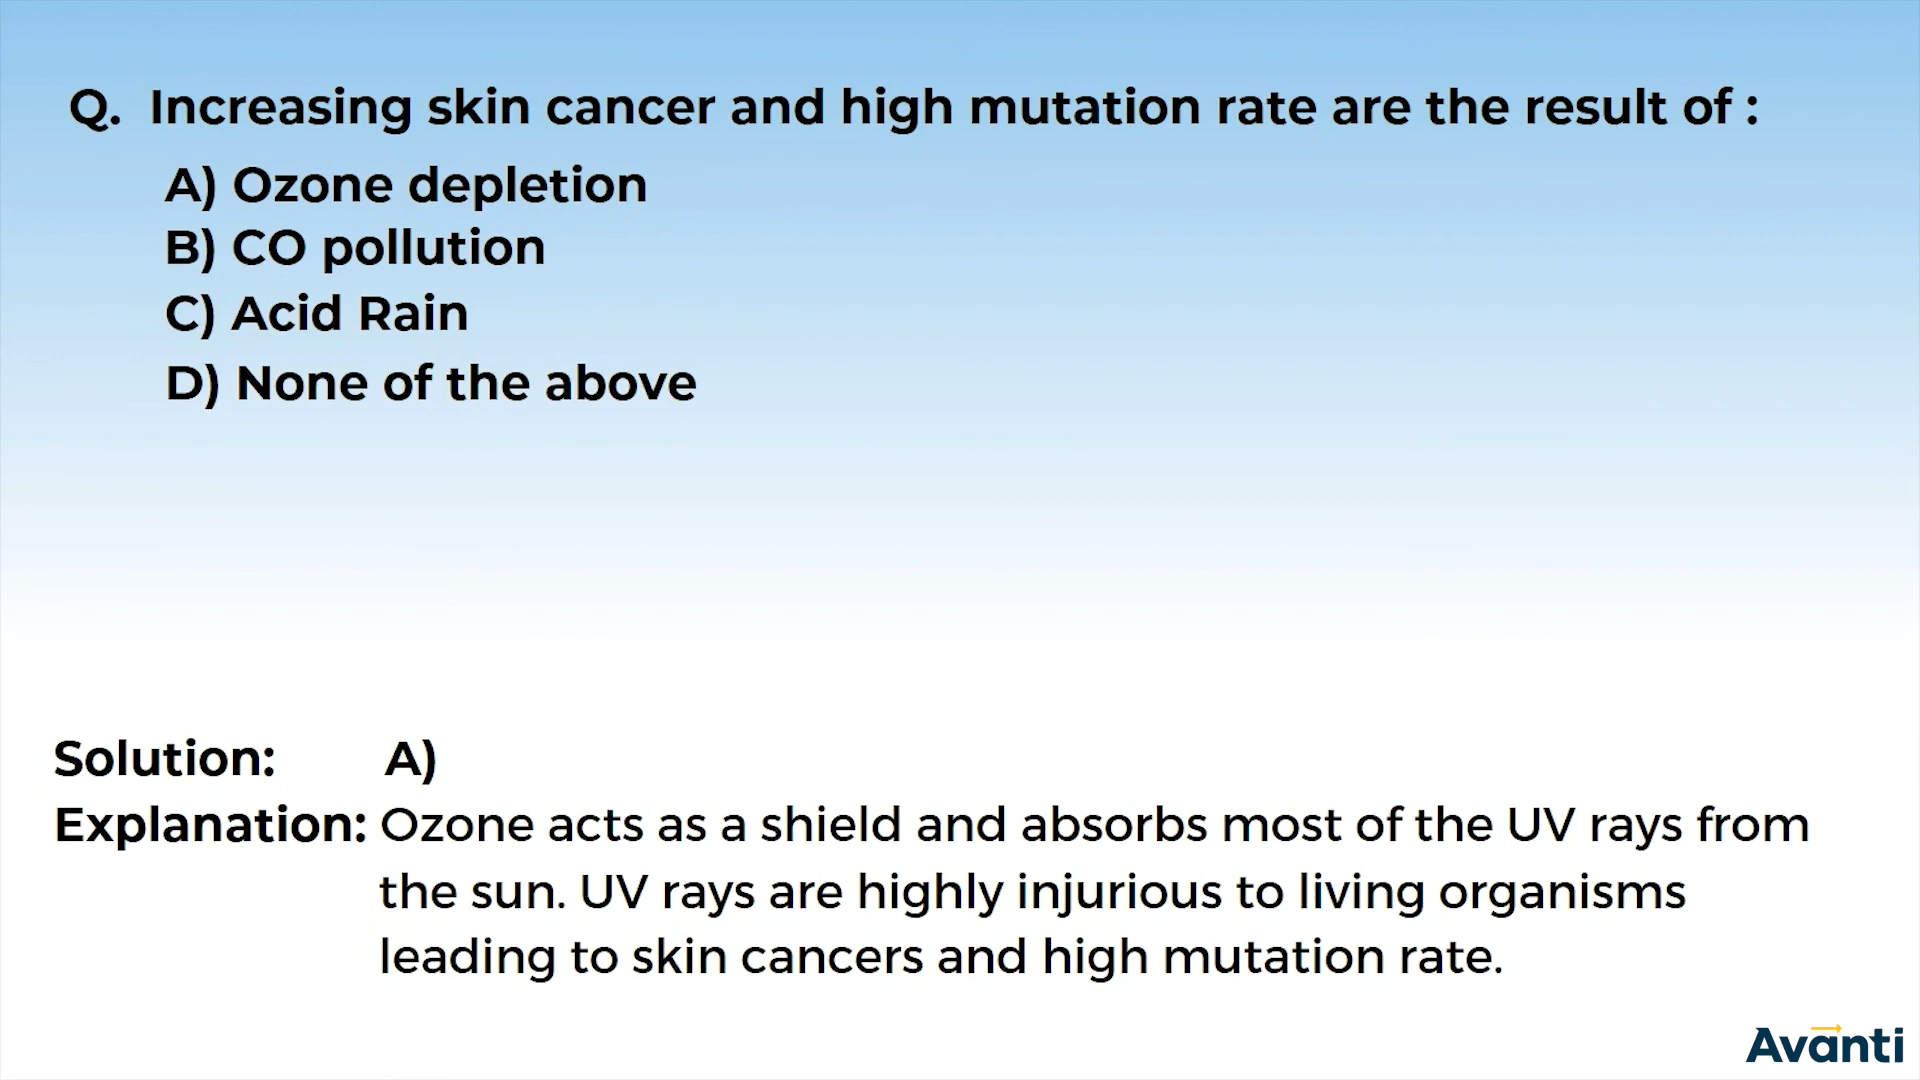 Q. Increasing skin cancer and high mutation rate are the result of :
A) Ozone depletion
B) CO pollution
C) Acid Rain
D) None of the above
Solution: A)
Explanation: Ozone acts as a shield and absorbs most of the UV rays from
the sun. UV rays are highly injurious to living organisms
leading to skin cancers and high mutation rate.
Avanti